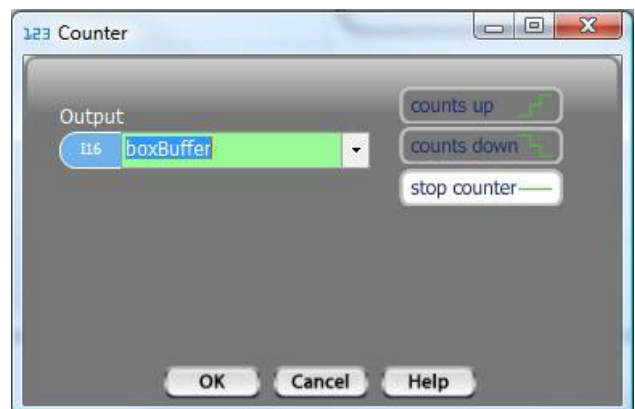 123 Counter
Output
I16 boxBuffer
counts up
counts down
stop counter
OK Cancel Help